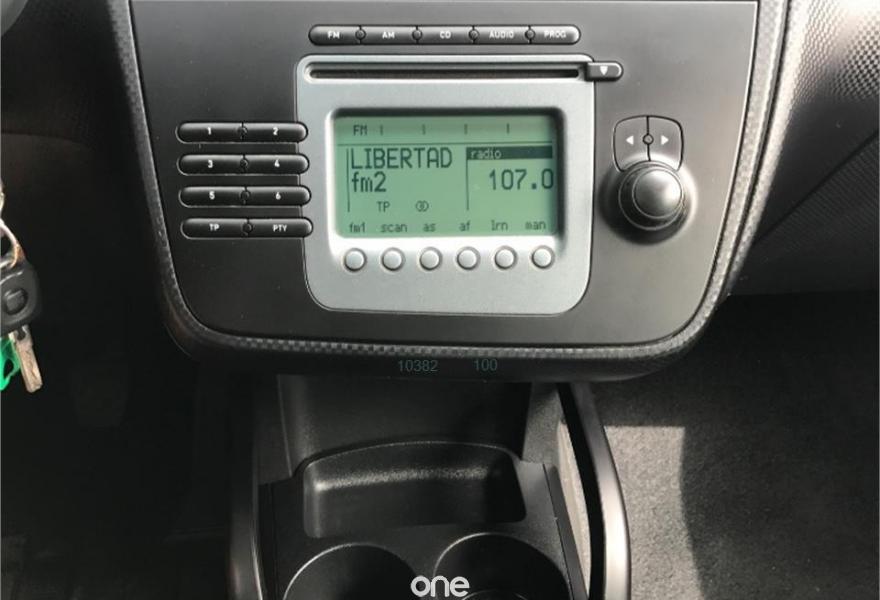 FM AM CD AUDIO PROG
1 2
3 4
5 6
TP PTY
FM
LIBERTAD radio
fm2 107.0
TP
fm1 scan as af lrn man
10382 100
one